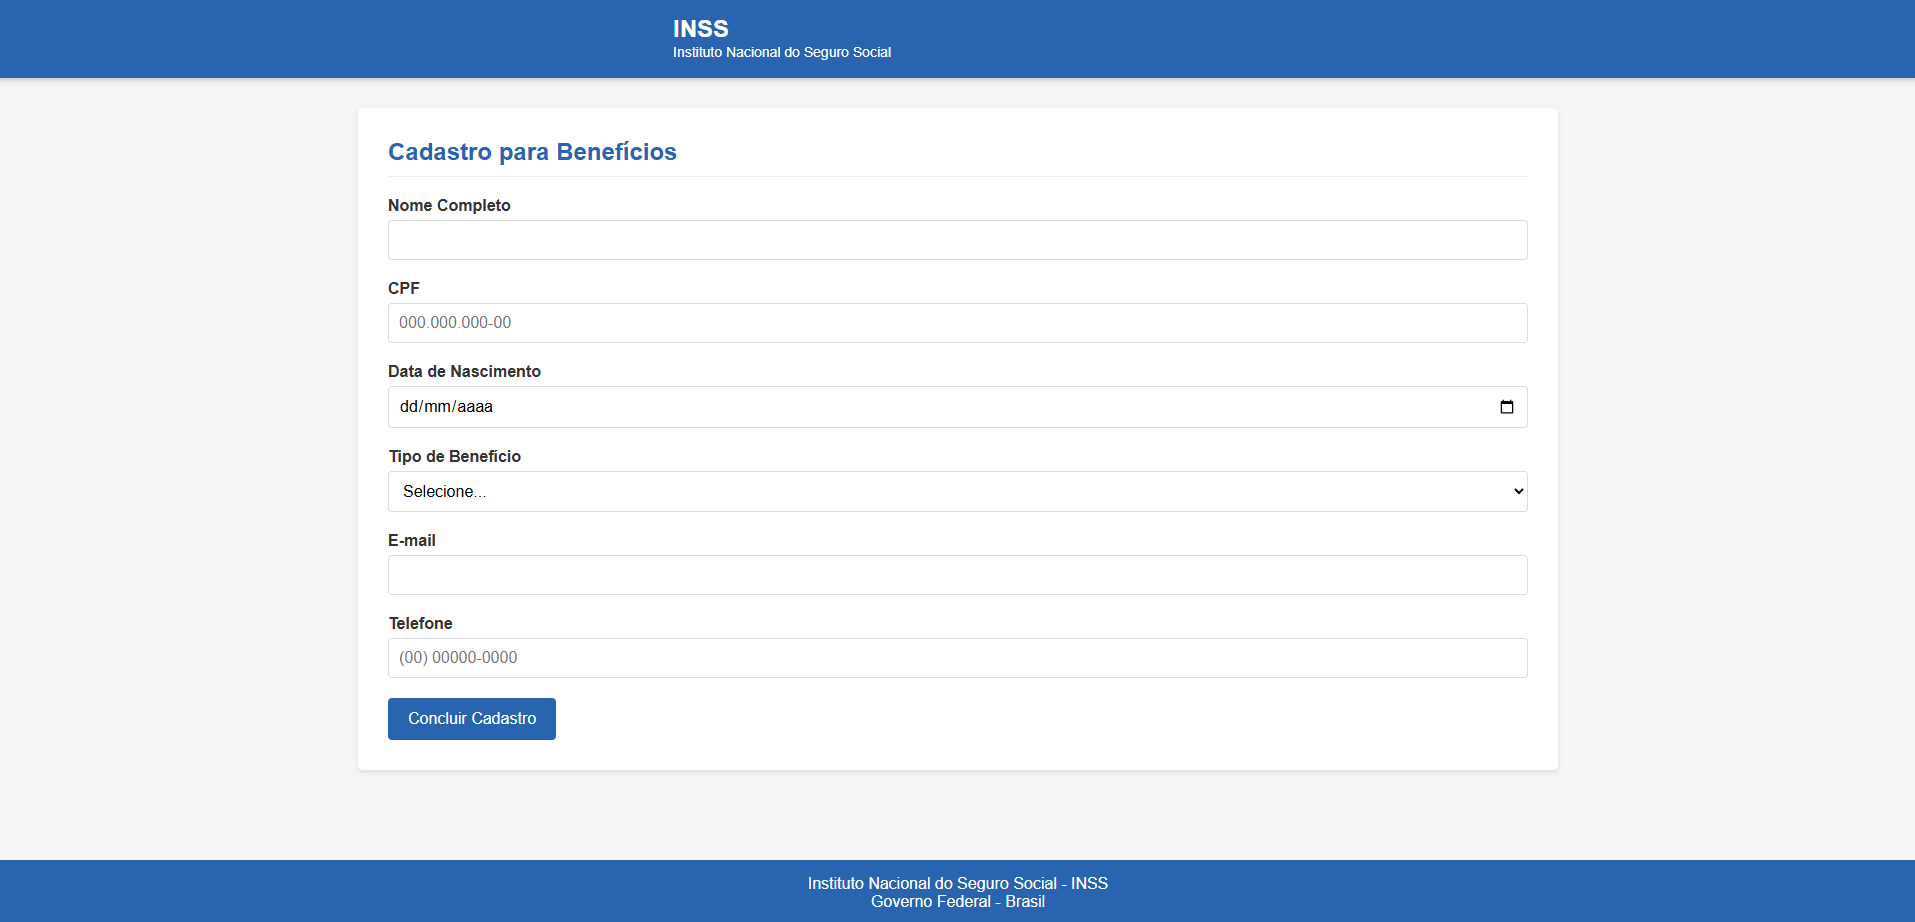 INSS
Instituto Nacional do Seguro Social
Cadastro para Benefícios
Nome Completo
CPF
000.000.000-00
Data de Nascimento
dd/mm/aaaa
Tipo de Benefício
Selecione...
E-mail
Telefone
(00) 00000-0000
Concluir Cadastro
Instituto Nacional do Seguro Social - INSS
Governo Federal - Brasil